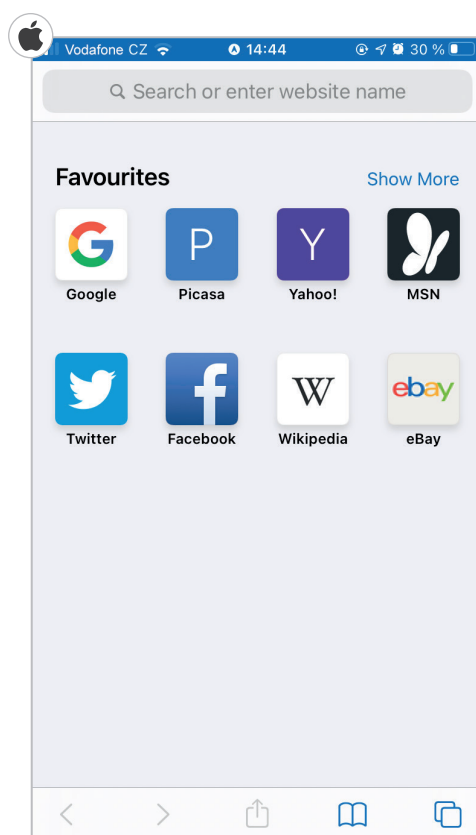 Vodafone CZ 14:44 30 %
Search or enter website name
Favourites Show More
G P Y
Google Picasa Yahoo! MSN
f W ebay
Twitter Facebook Wikipedia eBay